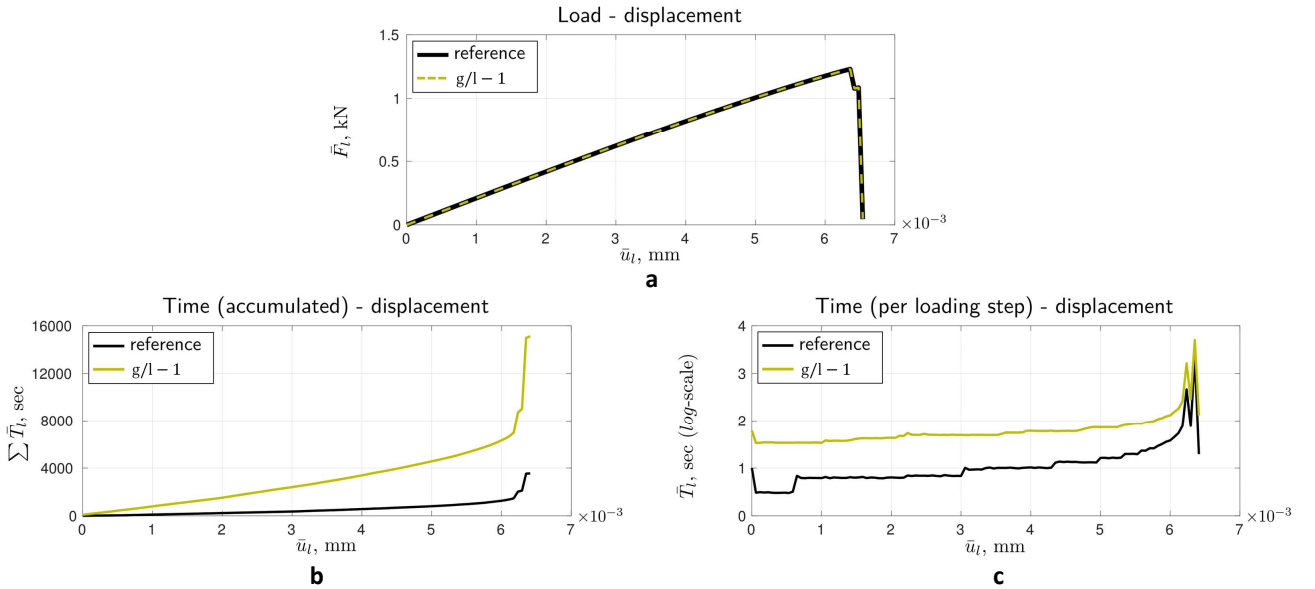 Load - displacement
reference
g/l − 1
F̄_l, kN
1.5
1
0.5
0
0 1 2 3 4 5 6 7
×10⁻³
ū_l, mm
a
Time (accumulated) - displacement
reference
g/l − 1
∑ T̄_l, sec
16000
12000
8000
4000
0
0 1 2 3 4 5 6 7
×10⁻³
ū_l, mm
b
Time (per loading step) - displacement
reference
g/l − 1
T̄_l, sec (log-scale)
4
3
2
1
0
0 1 2 3 4 5 6 7
×10⁻³
ū_l, mm
c